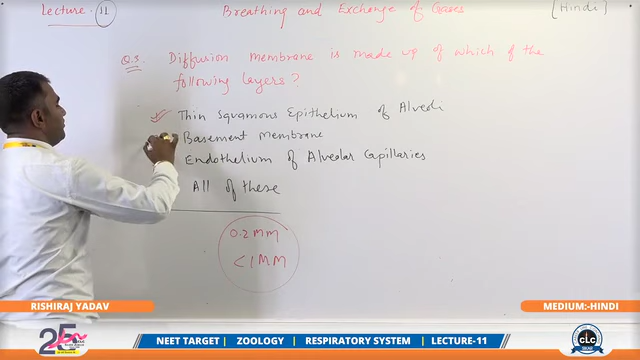 Lecture. 11
Breathing and Exchange of Gases
[Hindi]
Q.5 Diffusion membrane is made up of which of the
following layers?
Thin Squamous Epithelium of Alveoli
Basement Membrane
Endothelium of Alveolar Capillaries
All of these
0.2 MM
< 1 MM
RISHIRAJ YADAV
MEDIUM:-HINDI
25
NEET TARGET | ZOOLOGY | RESPIRATORY SYSTEM | LECTURE-11
CLC